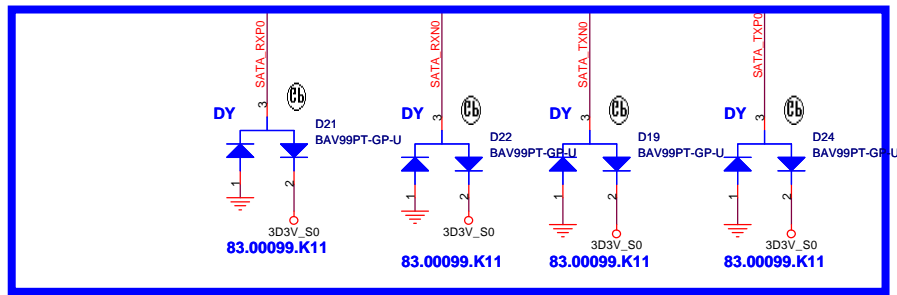 SATA_RXP0
3
DY
D21
BAV99PT-GP-U
1
2
3D3V_S0
83.00099.K11
SATA_RXN0
3
DY
D22
BAV99PT-GP-U
1
2
3D3V_S0
83.00099.K11
SATA_TXN0
3
DY
D19
BAV99PT-GP-U
1
2
3D3V_S0
83.00099.K11
SATA_TXP0
3
DY
D24
BAV99PT-GP-U
1
2
3D3V_S0
83.00099.K11